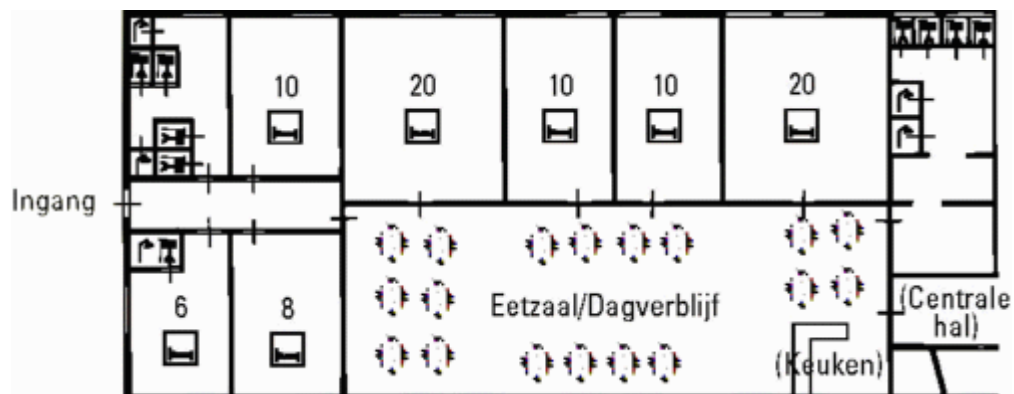 10
20
10
10
20
Ingang
6
8
Eetzaal/Dagverblijf
(Keuken)
(Centrale
hal)